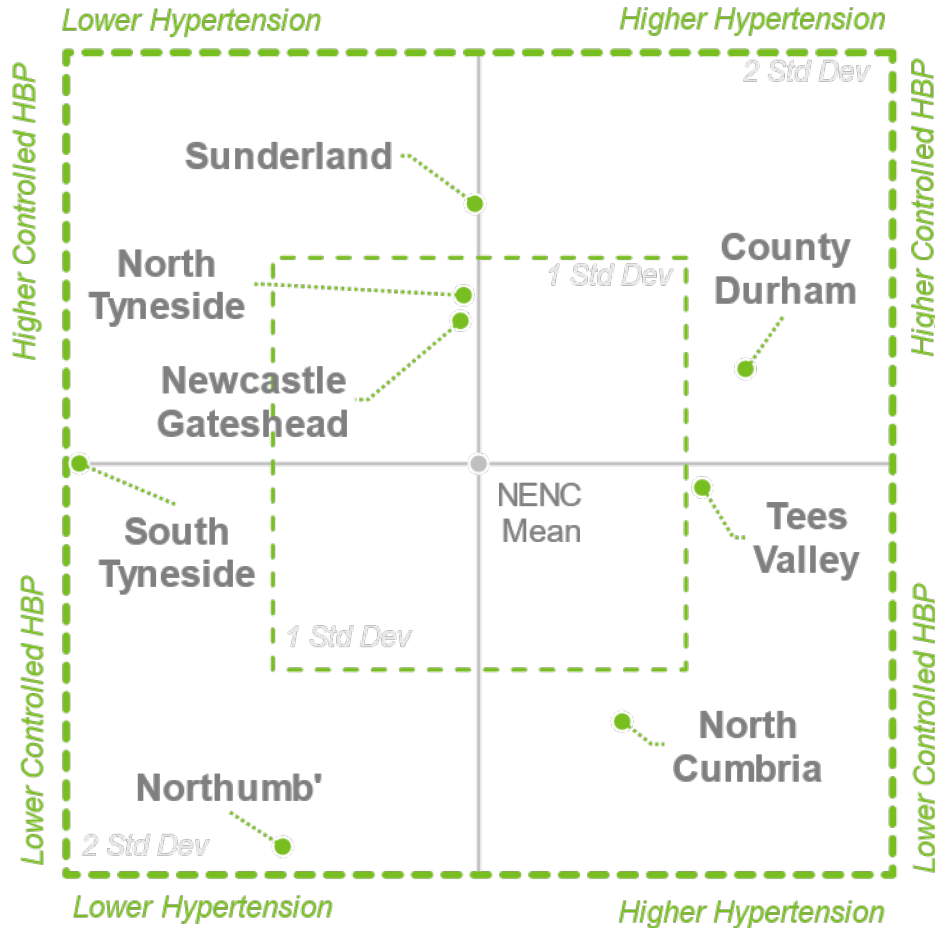 Lower Hypertension
Higher Hypertension
2 Std Dev
Higher Controlled HBP
Higher Controlled HBP
Sunderland
North
Tyneside
1 Std Dev
County
Durham
Newcastle
Gateshead
NENC
Mean
South
Tyneside
Tees
Valley
1 Std Dev
Lower Controlled HBP
Lower Controlled HBP
North
Cumbria
Northumb'
2 Std Dev
Lower Hypertension
Higher Hypertension